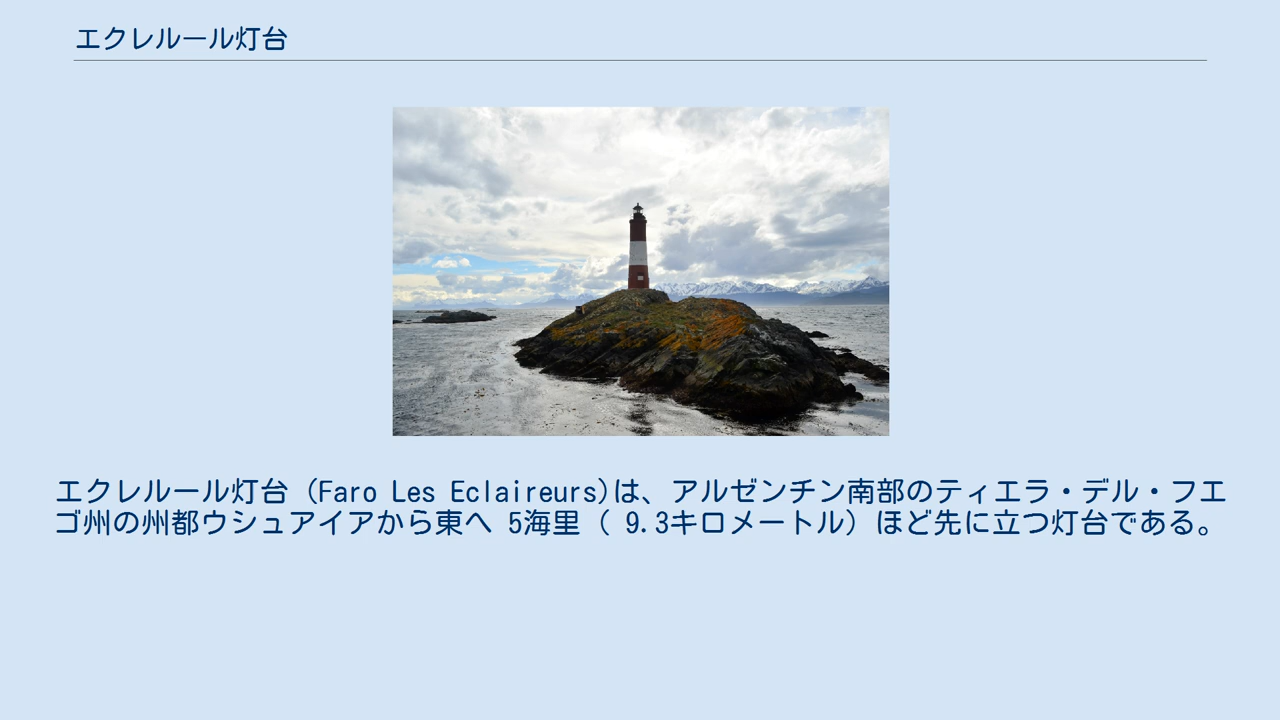 エクレルール灯台
エクレルール灯台 (Faro Les Eclaireurs)は、アルゼンチン南部のティエラ・デル・フエ
ゴ州の州都ウシュアイアから東へ 5海里（ 9.3キロメートル）ほど先に立つ灯台である。